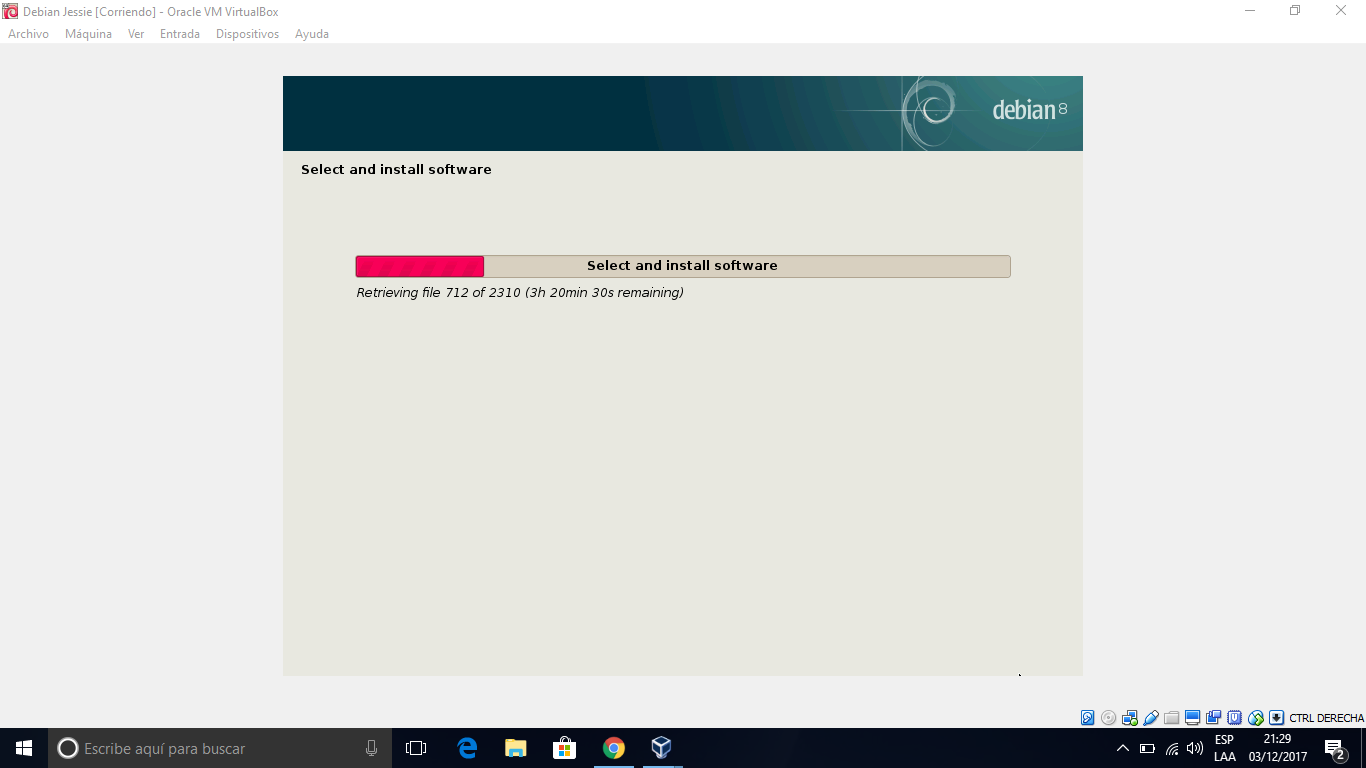 Debian Jessie [Corriendo] - Oracle VM VirtualBox
Archivo Máquina Ver Entrada Dispositivos Ayuda
debian 8
Select and install software
Select and install software
Retrieving file 712 of 2310 (3h 20min 30s remaining)
CTRL DERECHA
Escribe aquí para buscar
ESP
LAA
21:29
03/12/2017
2